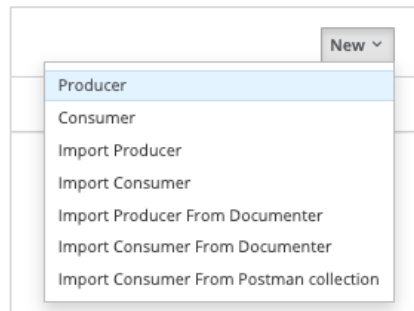 New
Producer
Consumer
Import Producer
Import Consumer
Import Producer From Documenter
Import Consumer From Documenter
Import Consumer From Postman collection